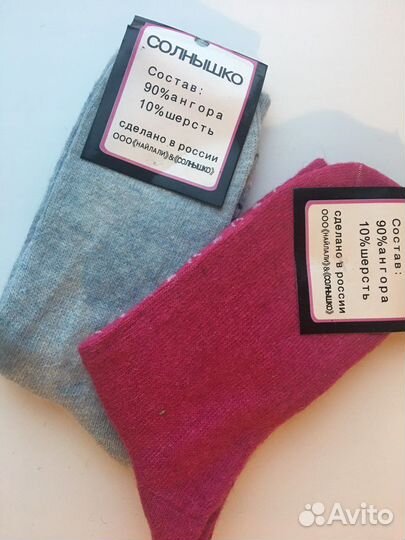 СОЛНЫШКО
Состав:
90%ангора
10%шерсть
сделано в россии
ООО«НАЙЛАЛИ»&«СОЛНЫШКО»
Состав:
90%ангора
10%шерсть
сделано в россии
ООО«НАЙЛАЛИ»&«СОЛНЫШКО»
Avito